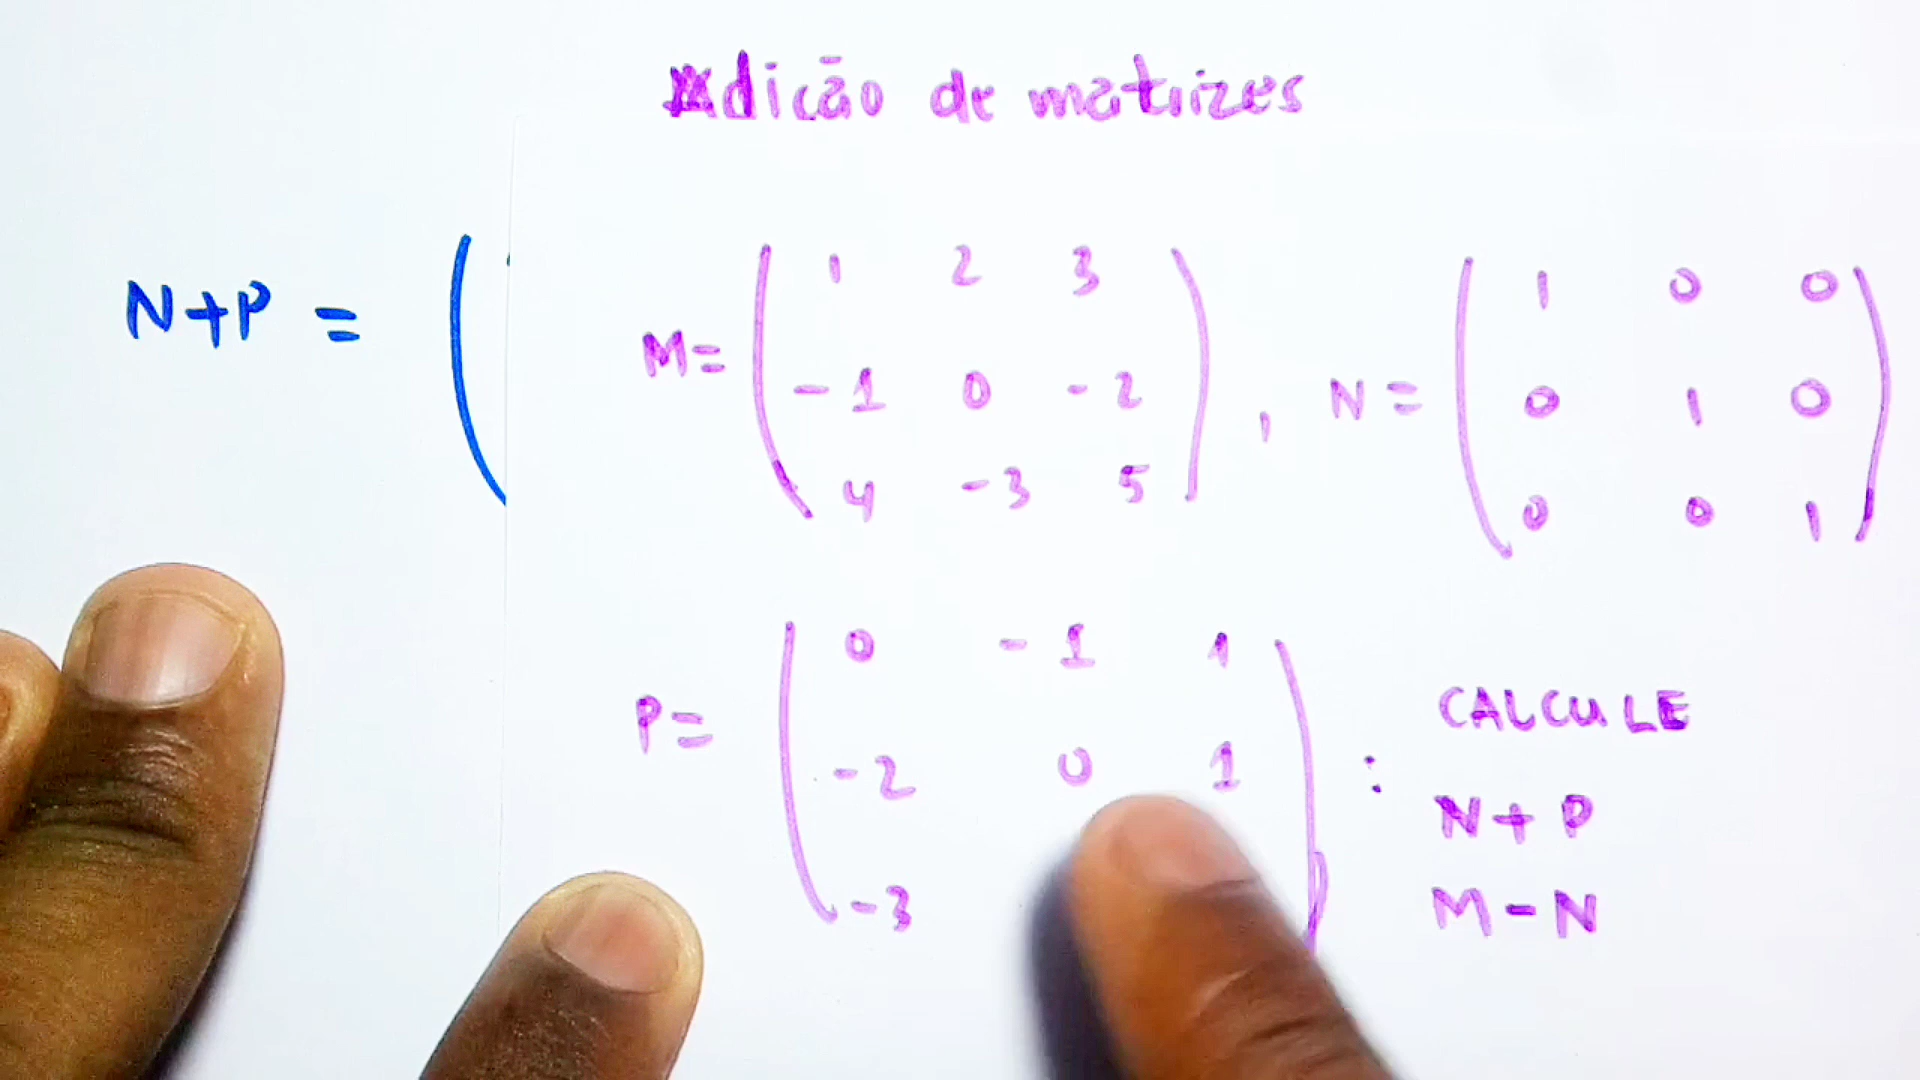 Adicão de matrizes
N+P = (
M= ( 1 2 3
-1 0 -2
4 -3 5 )
, N = ( 1 0 0
0 1 0
0 0 1 )
P= ( 0 -1 1
-2 0 1
-3 ) :
CALCULE
N+P
M-N